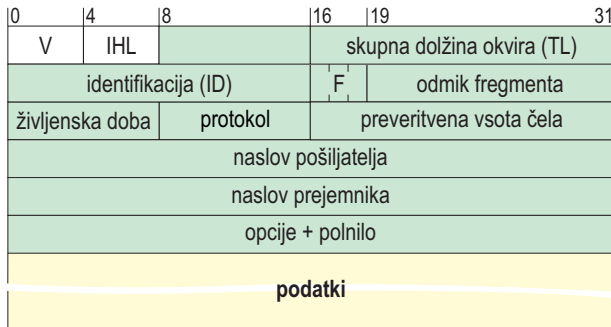 0 4 8 16 19 31
V IHL skupna dolžina okvira (TL)
identifikacija (ID) F odmik fregmenta
življenska doba protokol preveritvena vsota čela
naslov pošiljatelja
naslov prejemnika
opcije + polnilo
podatki